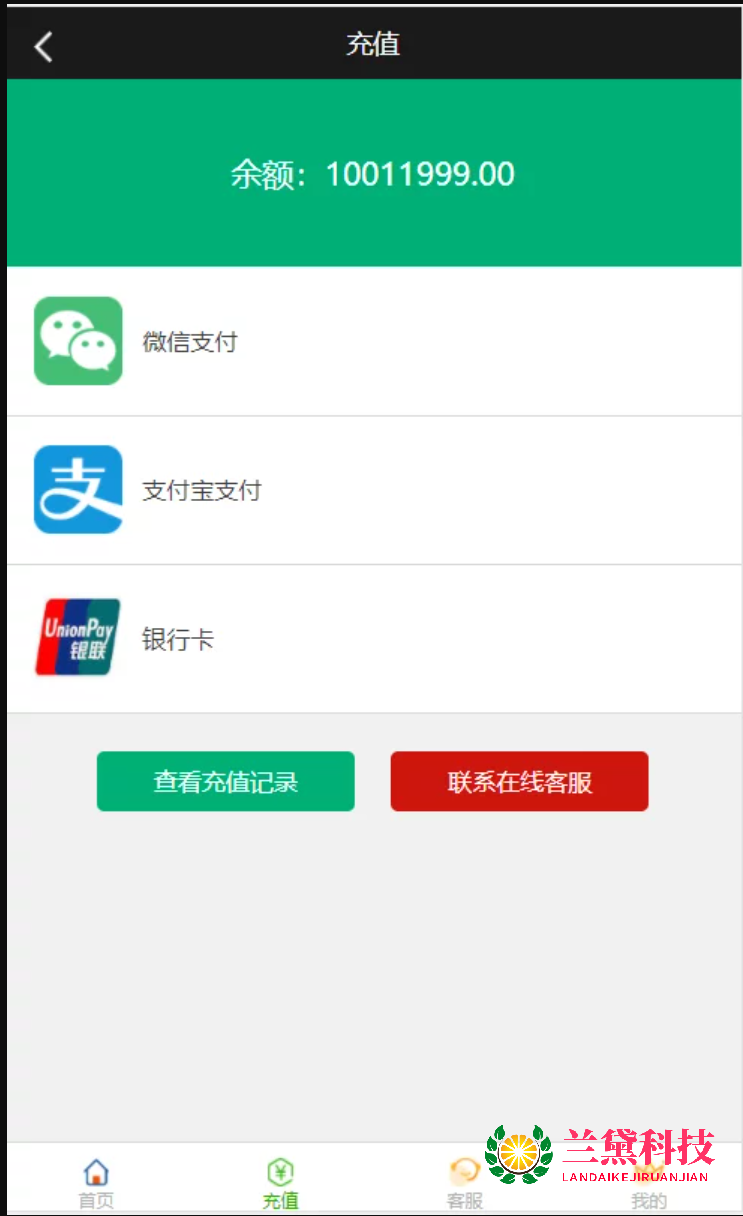 充值
余额：10011999.00
微信支付
支
支付宝支付
UnionPay
银联
银行卡
查看充值记录
联系在线客服
兰黛科技
LANDAIKEJIRUANJIAN
首页
充值
客服
我的